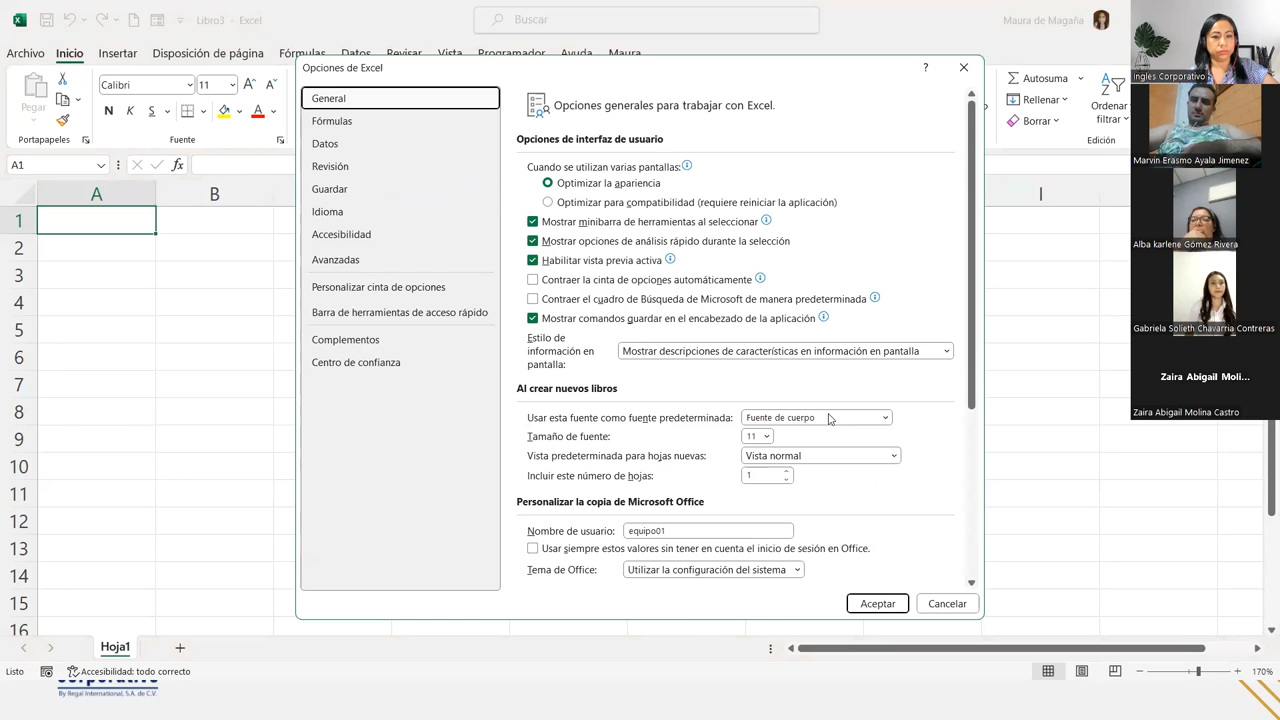 Libro3 - Excel
Buscar
Maura de Magaña
Archivo
Inicio
Insertar
Disposición de página
Fórmulas
Datos
Revisar
Vista
Programador
Ayuda
Maura
Pegar
Portapapeles
Calibri
11
N K S
Fuente
Autosuma
Rellenar
Borrar
Ordenar
filtrar
Edición
A1
fx
A
B
I
1
2
3
4
5
6
7
8
9
10
11
12
13
14
15
16
Opciones de Excel
?
General
Fórmulas
Datos
Revisión
Guardar
Idioma
Accesibilidad
Avanzadas
Personalizar cinta de opciones
Barra de herramientas de acceso rápido
Complementos
Centro de confianza
Opciones generales para trabajar con Excel.
Opciones de interfaz de usuario
Cuando se utilizan varias pantallas:
Optimizar la apariencia
Optimizar para compatibilidad (requiere reiniciar la aplicación)
Mostrar minibarra de herramientas al seleccionar
Mostrar opciones de análisis rápido durante la selección
Habilitar vista previa activa
Contraer la cinta de opciones automáticamente
Contraer el cuadro de Búsqueda de Microsoft de manera predeterminada
Mostrar comandos guardar en el encabezado de la aplicación
Estilo de
información en
pantalla:
Mostrar descripciones de características en información en pantalla
Al crear nuevos libros
Usar esta fuente como fuente predeterminada: Fuente de cuerpo
Tamaño de fuente: 11
Vista predeterminada para hojas nuevas: Vista normal
Incluir este número de hojas: 1
Personalizar la copia de Microsoft Office
Nombre de usuario: equipo01
Usar siempre estos valores sin tener en cuenta el inicio de sesión en Office.
Tema de Office: Utilizar la configuración del sistema
Aceptar
Cancelar
Ingles Corporativo
Marvin Erasmo Ayala Jimenez
Alba karlene Gómez Rivera
Gabriela Solieth Chavarria Contreras
Zaira Abigail Moli...
Zaira Abigail Molina Castro
Hoja1
Listo
Accesibilidad: todo correcto
170%
By Regal International, S.A. de C.V.